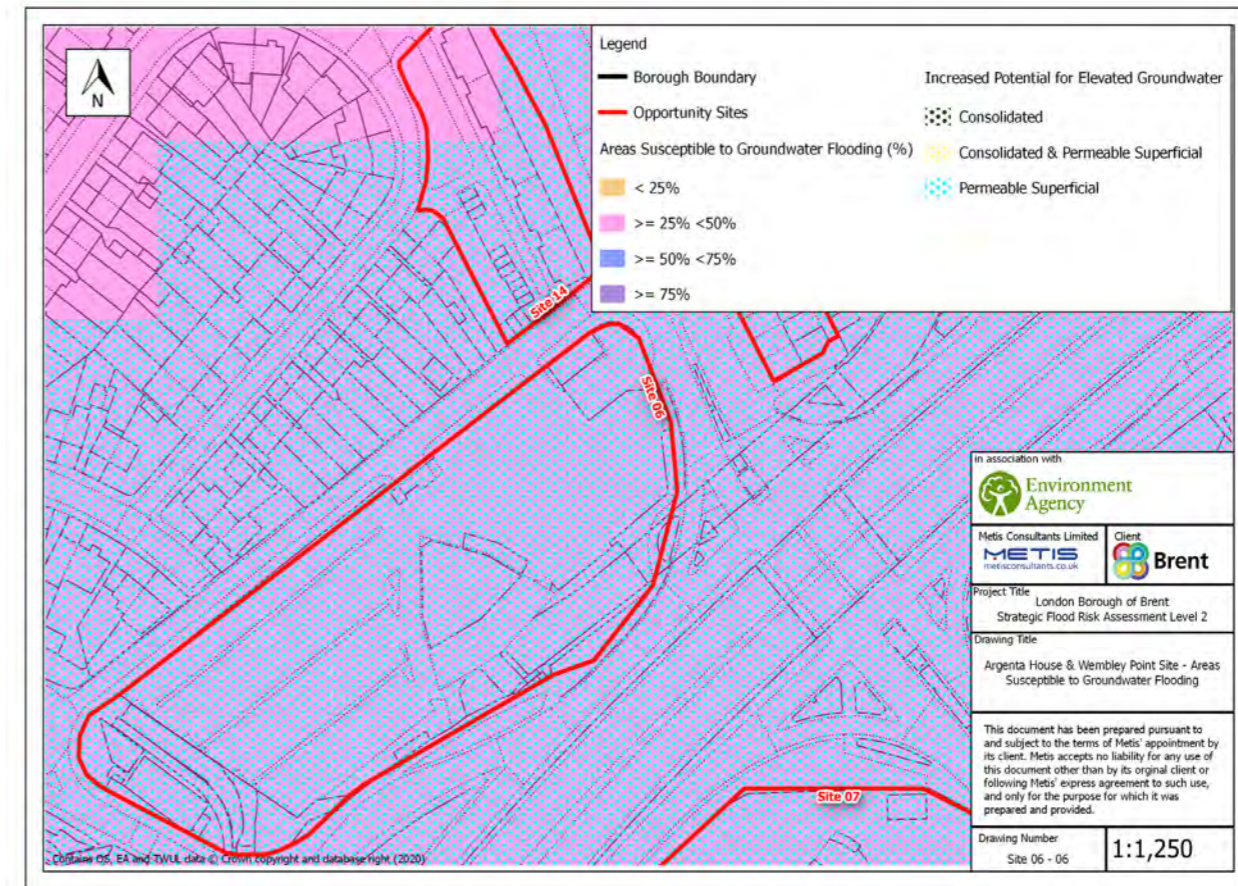 N
Legend
Borough Boundary
Opportunity Sites
Areas Susceptible to Groundwater Flooding (%)
< 25%
>= 25% <50%
>= 50% <75%
>= 75%
Increased Potential for Elevated Groundwater
Consolidated
Consolidated & Permeable Superficial
Permeable Superficial
Site 14
Site 06
Site 07
in association with
Environment
Agency
Metis Consultants Limited
METIS
metisconsultants.co.uk
Client
Brent
Project Title
London Borough of Brent
Strategic Flood Risk Assessment Level 2
Drawing Title
Argenta House & Wembley Point Site - Areas
Susceptible to Groundwater Flooding
This document has been prepared pursuant to
and subject to the terms of Metis' appointment by
its client. Metis accepts no liability for any use of
this document other than by its orginal client or
following Metis' express agreement to such use,
and only for the purpose for which it was
prepared and provided.
Drawing Number
Site 06 - 06
1:1,250
Contains OS, EA and TWUL data © Crown copyright and database right (2020)